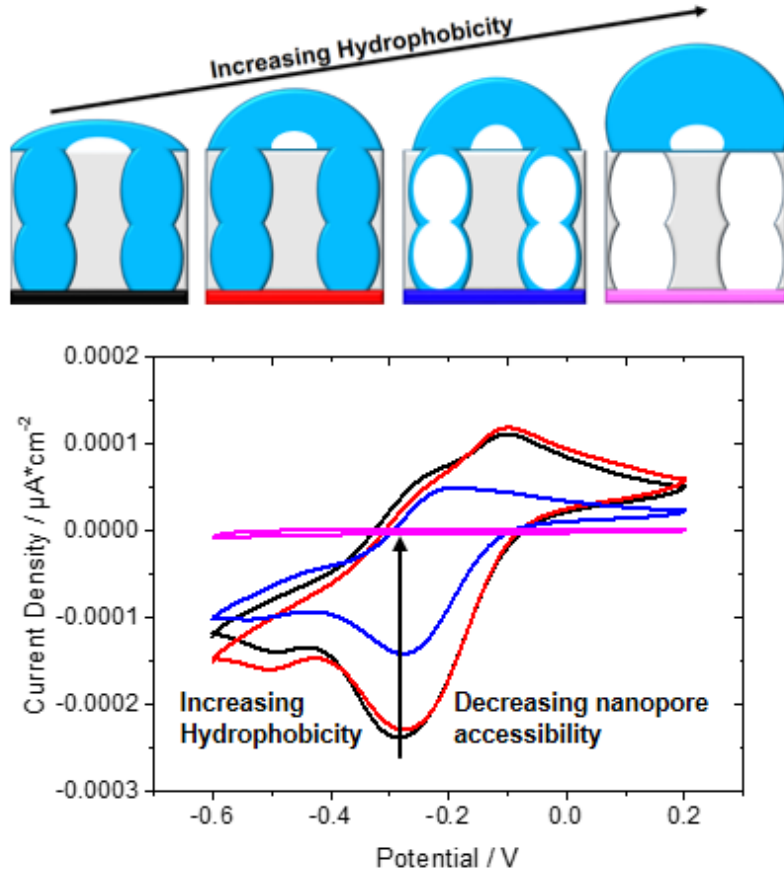 Increasing Hydrophobicity
0.0002
0.0001
0.0000
-0.0001
-0.0002
-0.0003
Current Density / µA*cm⁻²
Increasing
Hydrophobicity
Decreasing nanopore
accessibility
-0.6 -0.4 -0.2 0.0 0.2
Potential / V